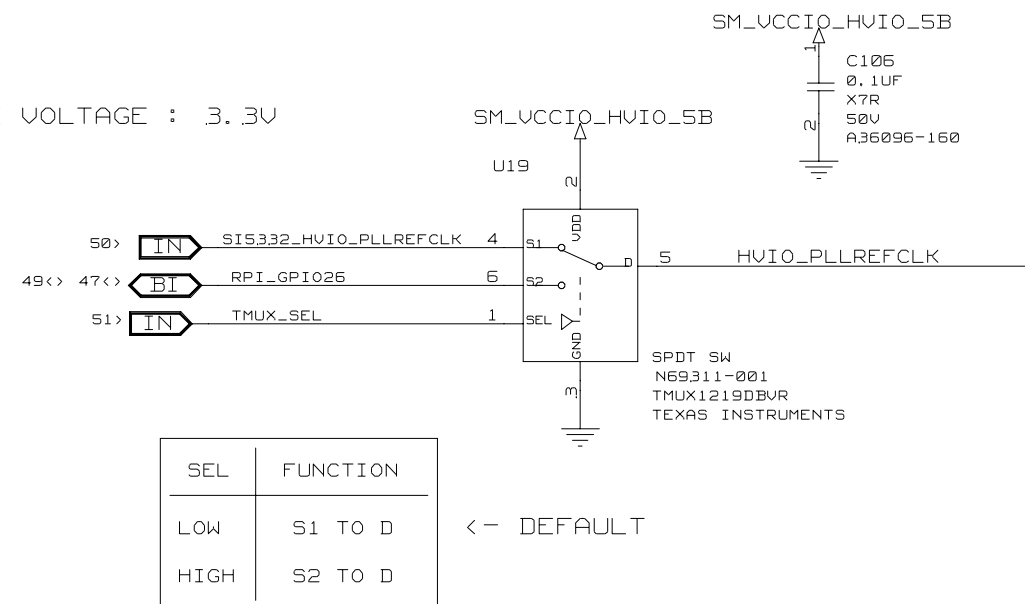 SM_VCCIO_HVIO_5B
1
C106
0.1UF
X7R
50V
A36096-160
2
VOLTAGE : 3.3V
SM_VCCIO_HVIO_5B
U19
2
VDD
50> IN SI5332_HVIO_PLLREFCLK 4 S1
D 5 HVIO_PLLREFCLK
49<> 47<> BI RPI_GPIO26 6 S2
51> IN TMUX_SEL 1 SEL
GND
3
SPDT SW
N69311-001
TMUX1219DBVR
TEXAS INSTRUMENTS
SEL FUNCTION
LOW S1 TO D <- DEFAULT
HIGH S2 TO D